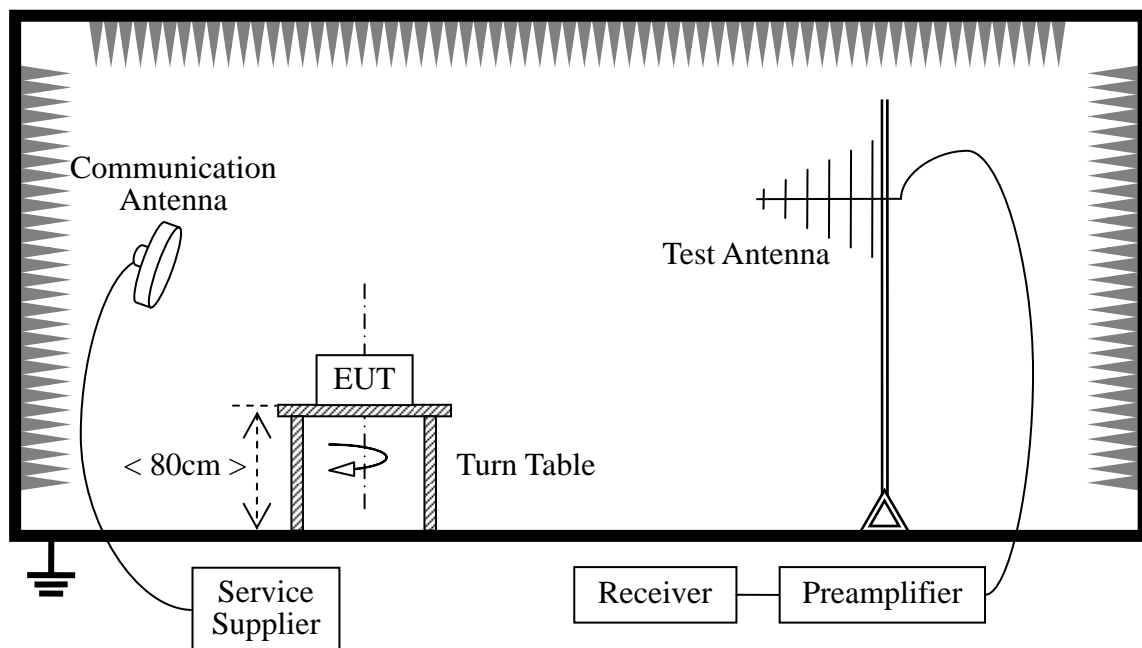 Communication
Antenna
Test Antenna
EUT
< 80cm >
Turn Table
Service
Supplier
Receiver
Preamplifier